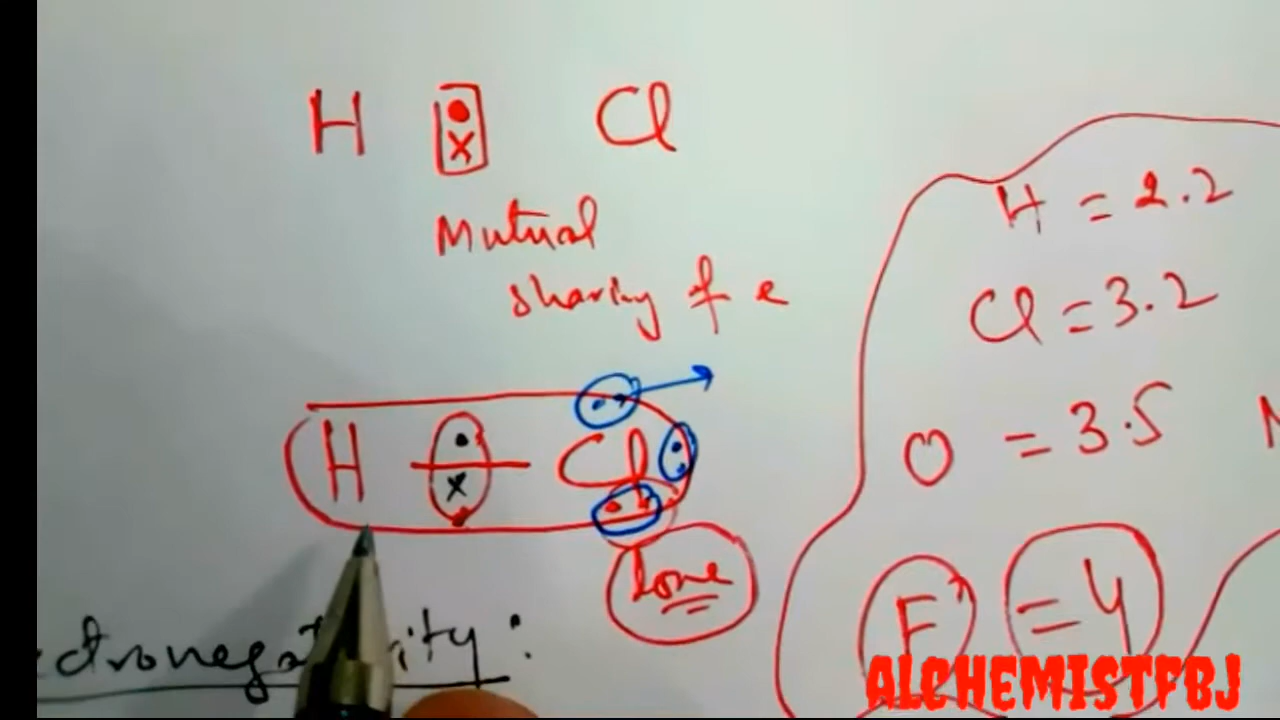 H •x Cl
Mutual
sharing of e
H •x Cl
lone
H = 2.2
Cl = 3.2
O = 3.5
F = 4
ALCHEMISTFBJ